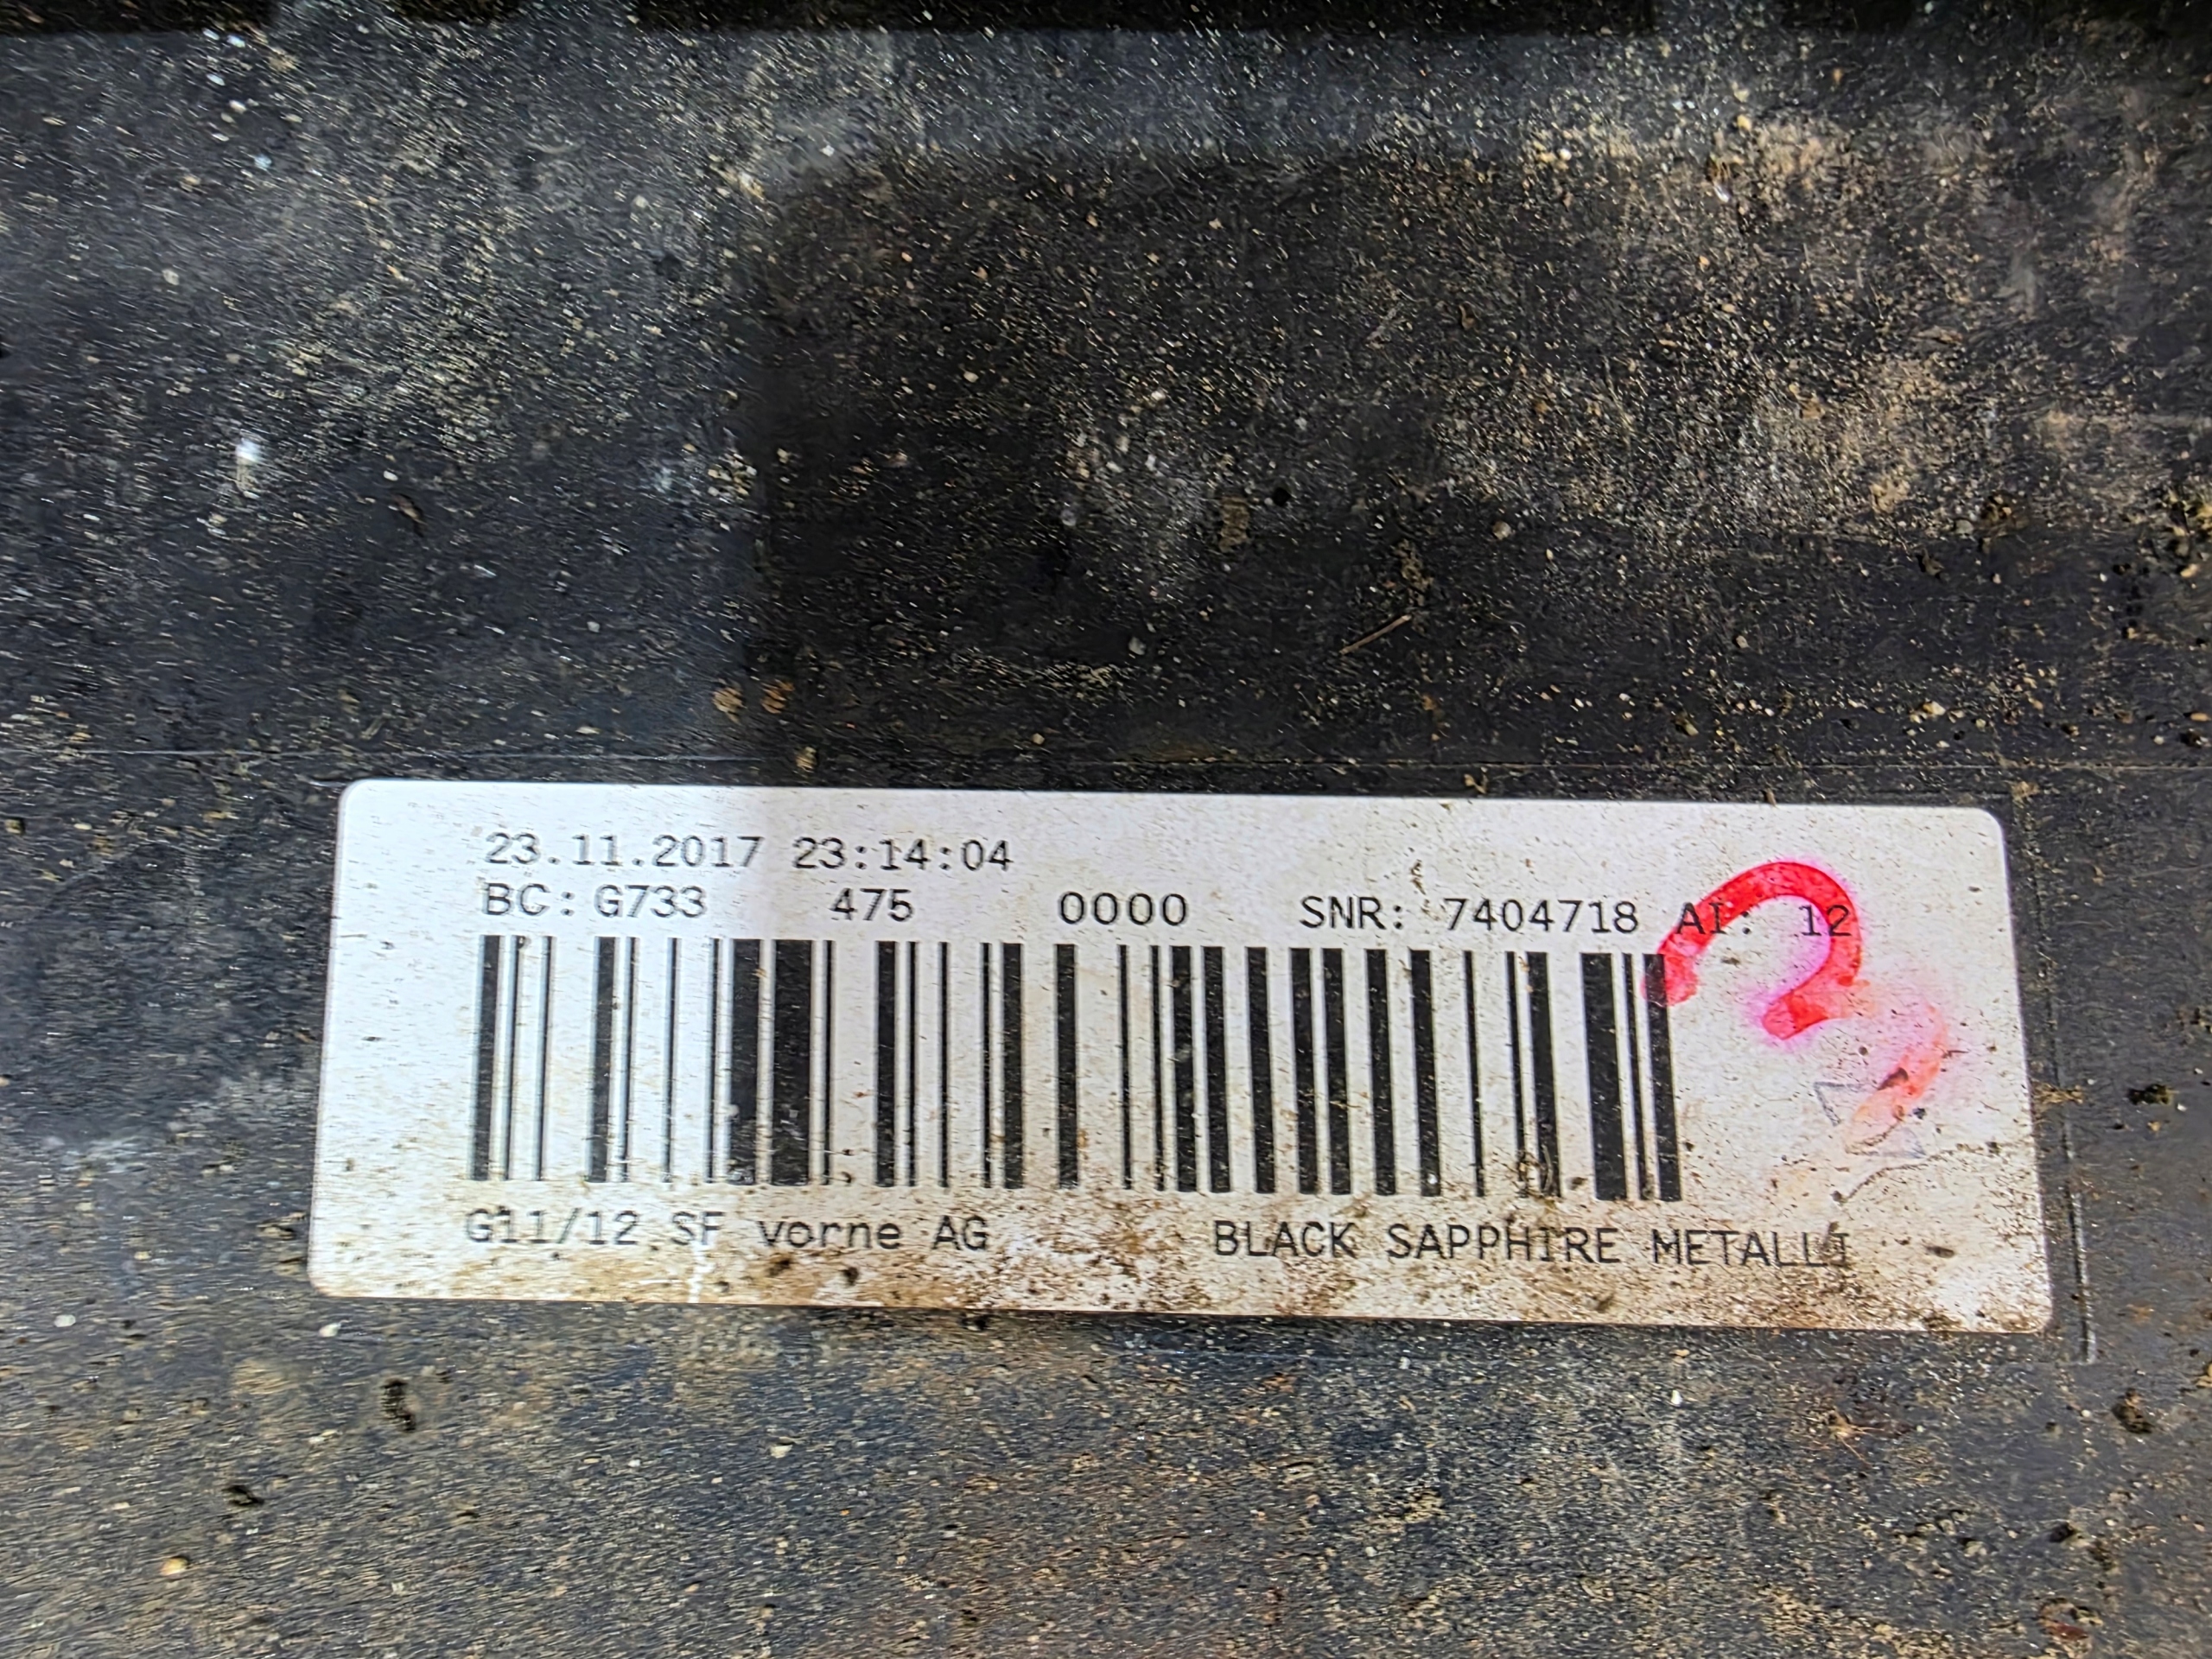 23.11.2017 23:14:04
BC: G733 475 0000 SNR: 7404718 AI: 12
G11/12 SF vorne AG BLACK SAPPHIRE METALLI